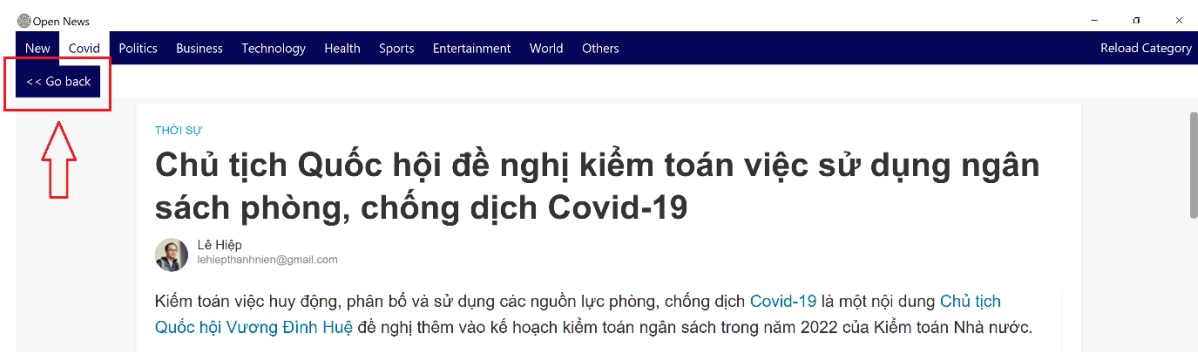 Open News
New Covid Politics Business Technology Health Sports Entertainment World Others Reload Category
<< Go back
THỜI SỰ
Chủ tịch Quốc hội đề nghị kiểm toán việc sử dụng ngân
sách phòng, chống dịch Covid-19
Lê Hiệp
lehiepthanhnien@gmail.com
Kiểm toán việc huy động, phân bổ và sử dụng các nguồn lực phòng, chống dịch Covid-19 là một nội dung Chủ tịch
Quốc hội Vương Đình Huệ đề nghị thêm vào kế hoạch kiểm toán ngân sách trong năm 2022 của Kiểm toán Nhà nước.